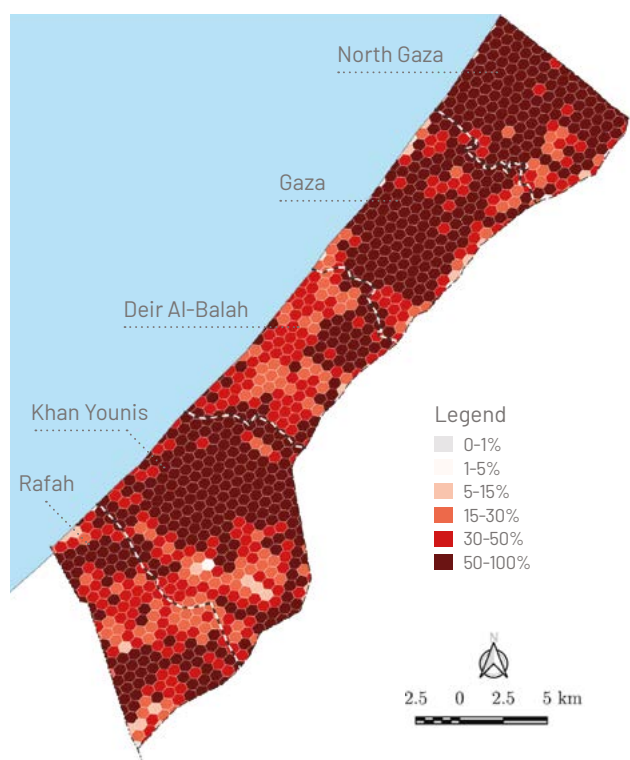 North Gaza
Gaza
Deir Al-Balah
Khan Younis
Rafah
Legend
0-1%
1-5%
5-15%
15-30%
30-50%
50-100%
N
2.5 0 2.5 5 km